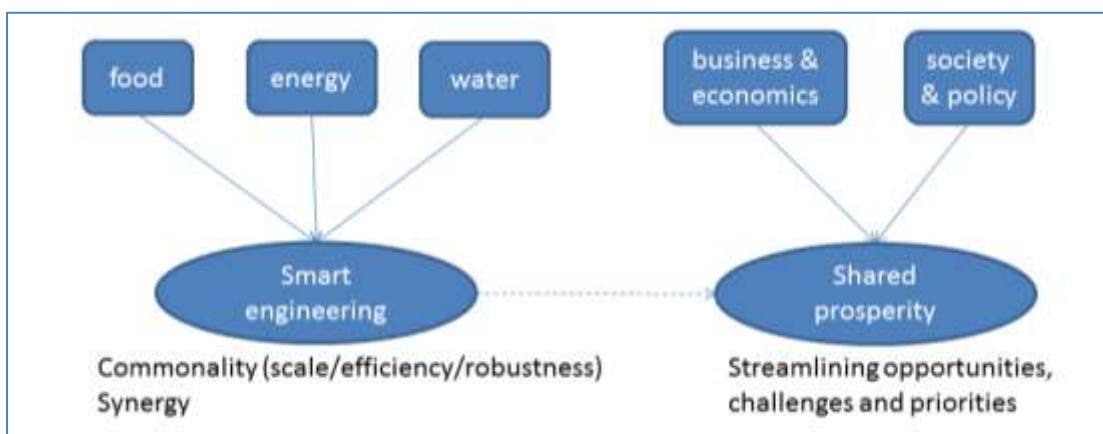 food
energy
water
business &
economics
society
& policy
Smart
engineering
Shared
prosperity
Commonality (scale/efficiency/robustness)
Synergy
Streamlining opportunities,
challenges and priorities